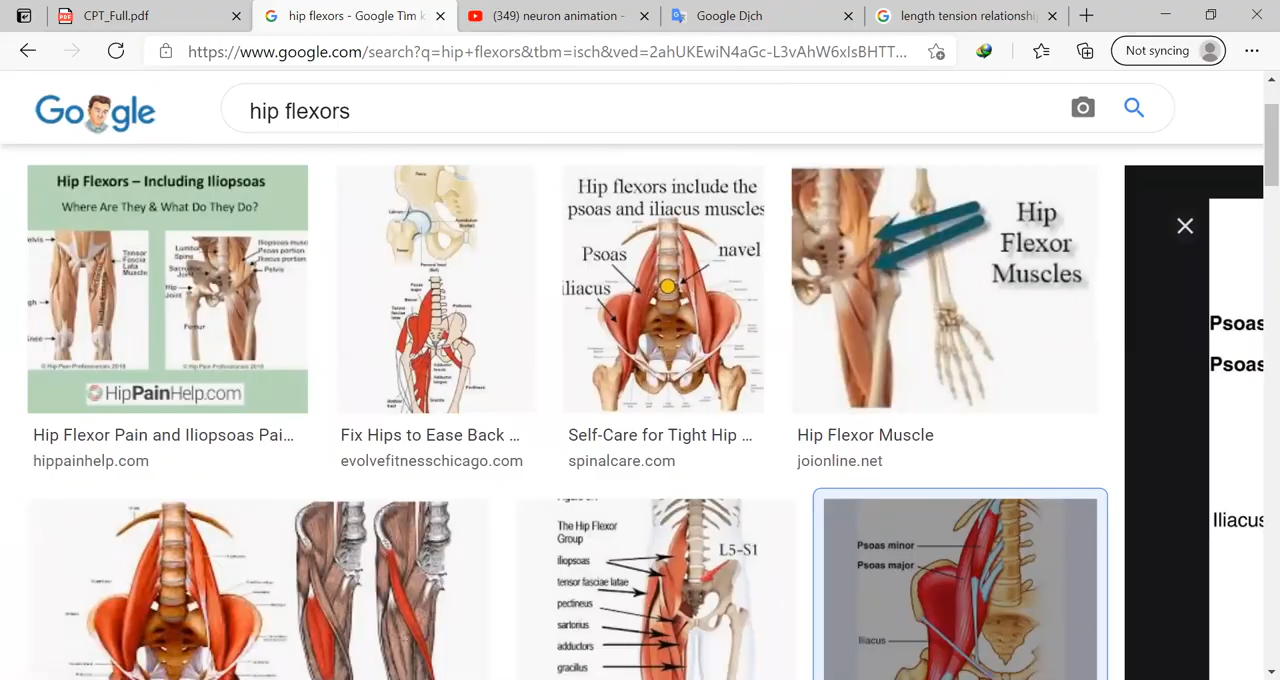 CPT_Full.pdf
hip flexors - Google Tìm k
(349) neuron animation -
Google Dịch
length tension relationshi
https://www.google.com/search?q=hip+flexors&tbm=isch&ved=2ahUKEwiN4aGc-L3vAhW6xIsBHTT...
Not syncing
Google
hip flexors
Hip Flexors – Including Iliopsoas
Where Are They & What Do They Do?
HipPainHelp.com
Hip flexors include the
psoas and iliacus muscles
Psoas
navel
iliacus
Hip
Flexor
Muscles
Psoas
Psoas
Iliacus
Hip Flexor Pain and Iliopsoas Pai...
hippainhelp.com
Fix Hips to Ease Back ...
evolvefitnesschicago.com
Self-Care for Tight Hip ...
spinalcare.com
Hip Flexor Muscle
joionline.net
The Hip Flexor
Group
L5-S1
iliopsoas
tensor fasciae latae
pectineus
sartorius
adductors
gracilus
Psoas minor
Psoas major
Iliacus